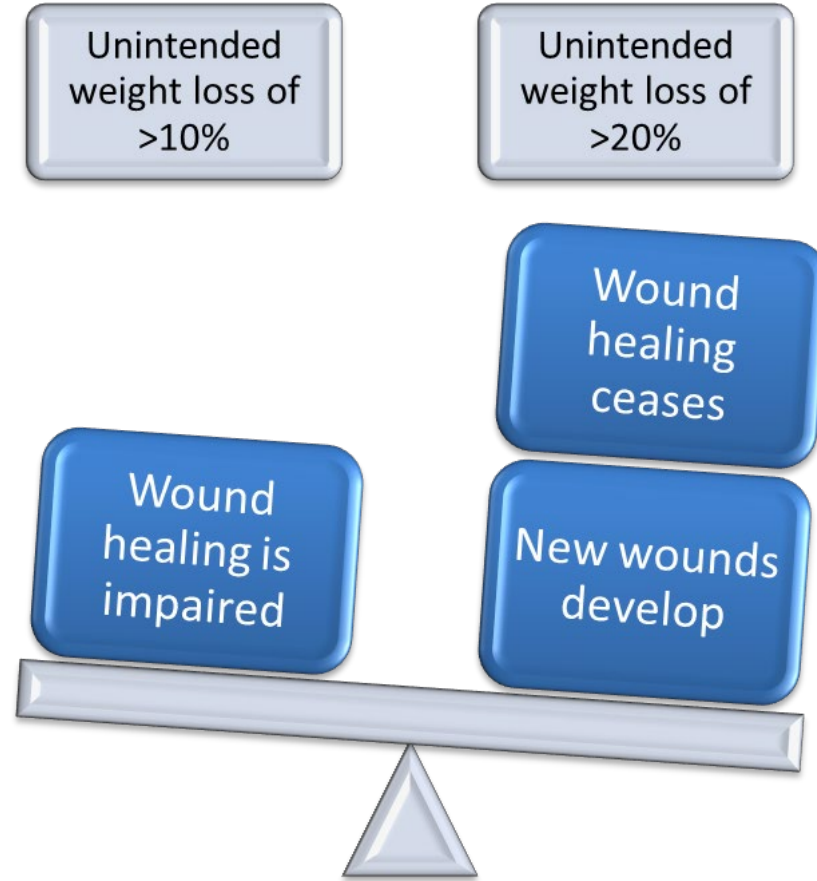 Unintended
weight loss of
>10%
Unintended
weight loss of
>20%
Wound
healing
ceases
Wound
healing is
impaired
New wounds
develop